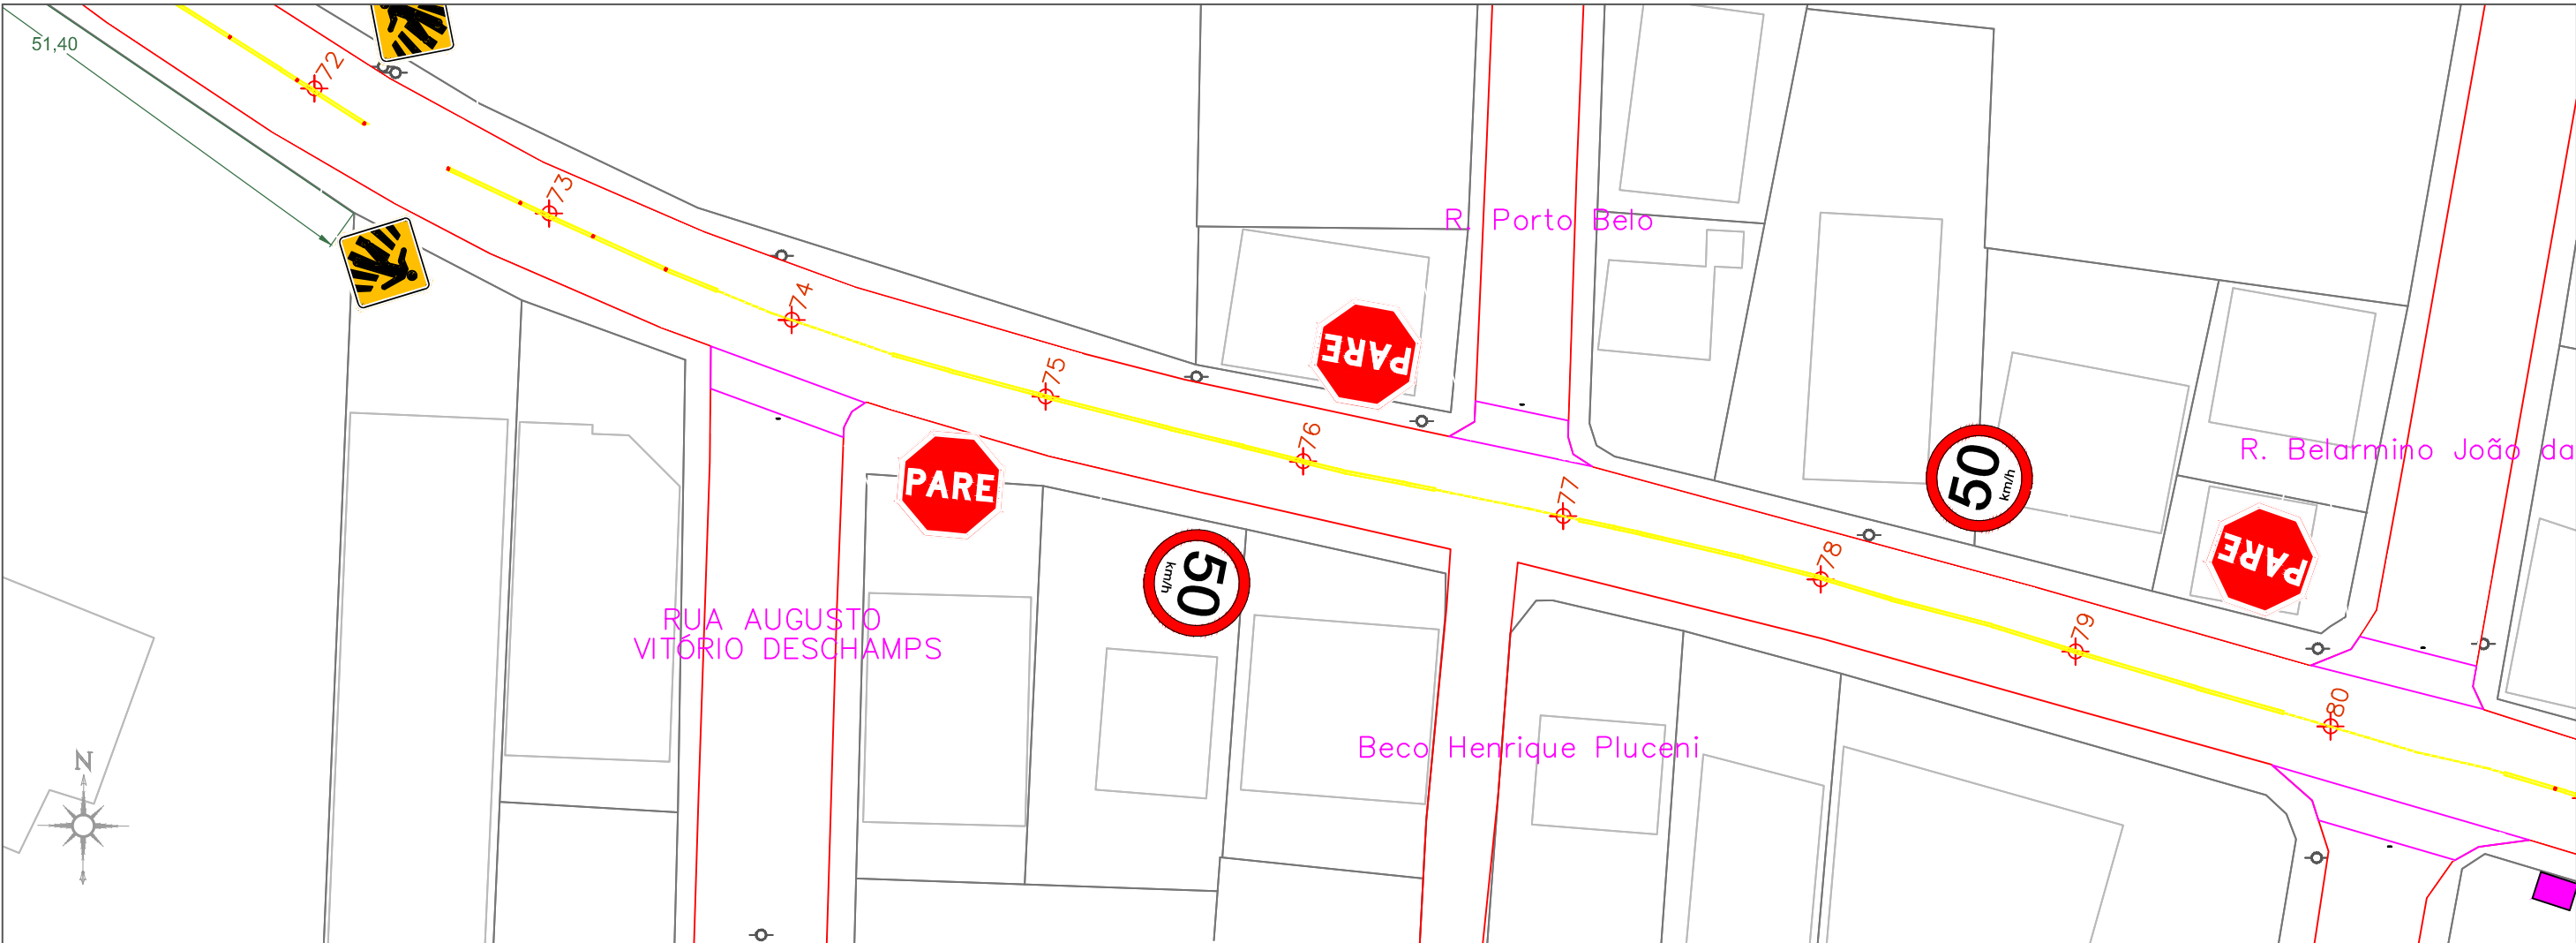 51,40
72
73
74
75
76
77
78
79
80
R. Porto Belo
PARE
PARE
50
km/h
50
km/h
PARE
R. Belarmino João da
RUA AUGUSTO
VITÓRIO DESCHAMPS
Beco Henrique Pluceni
N